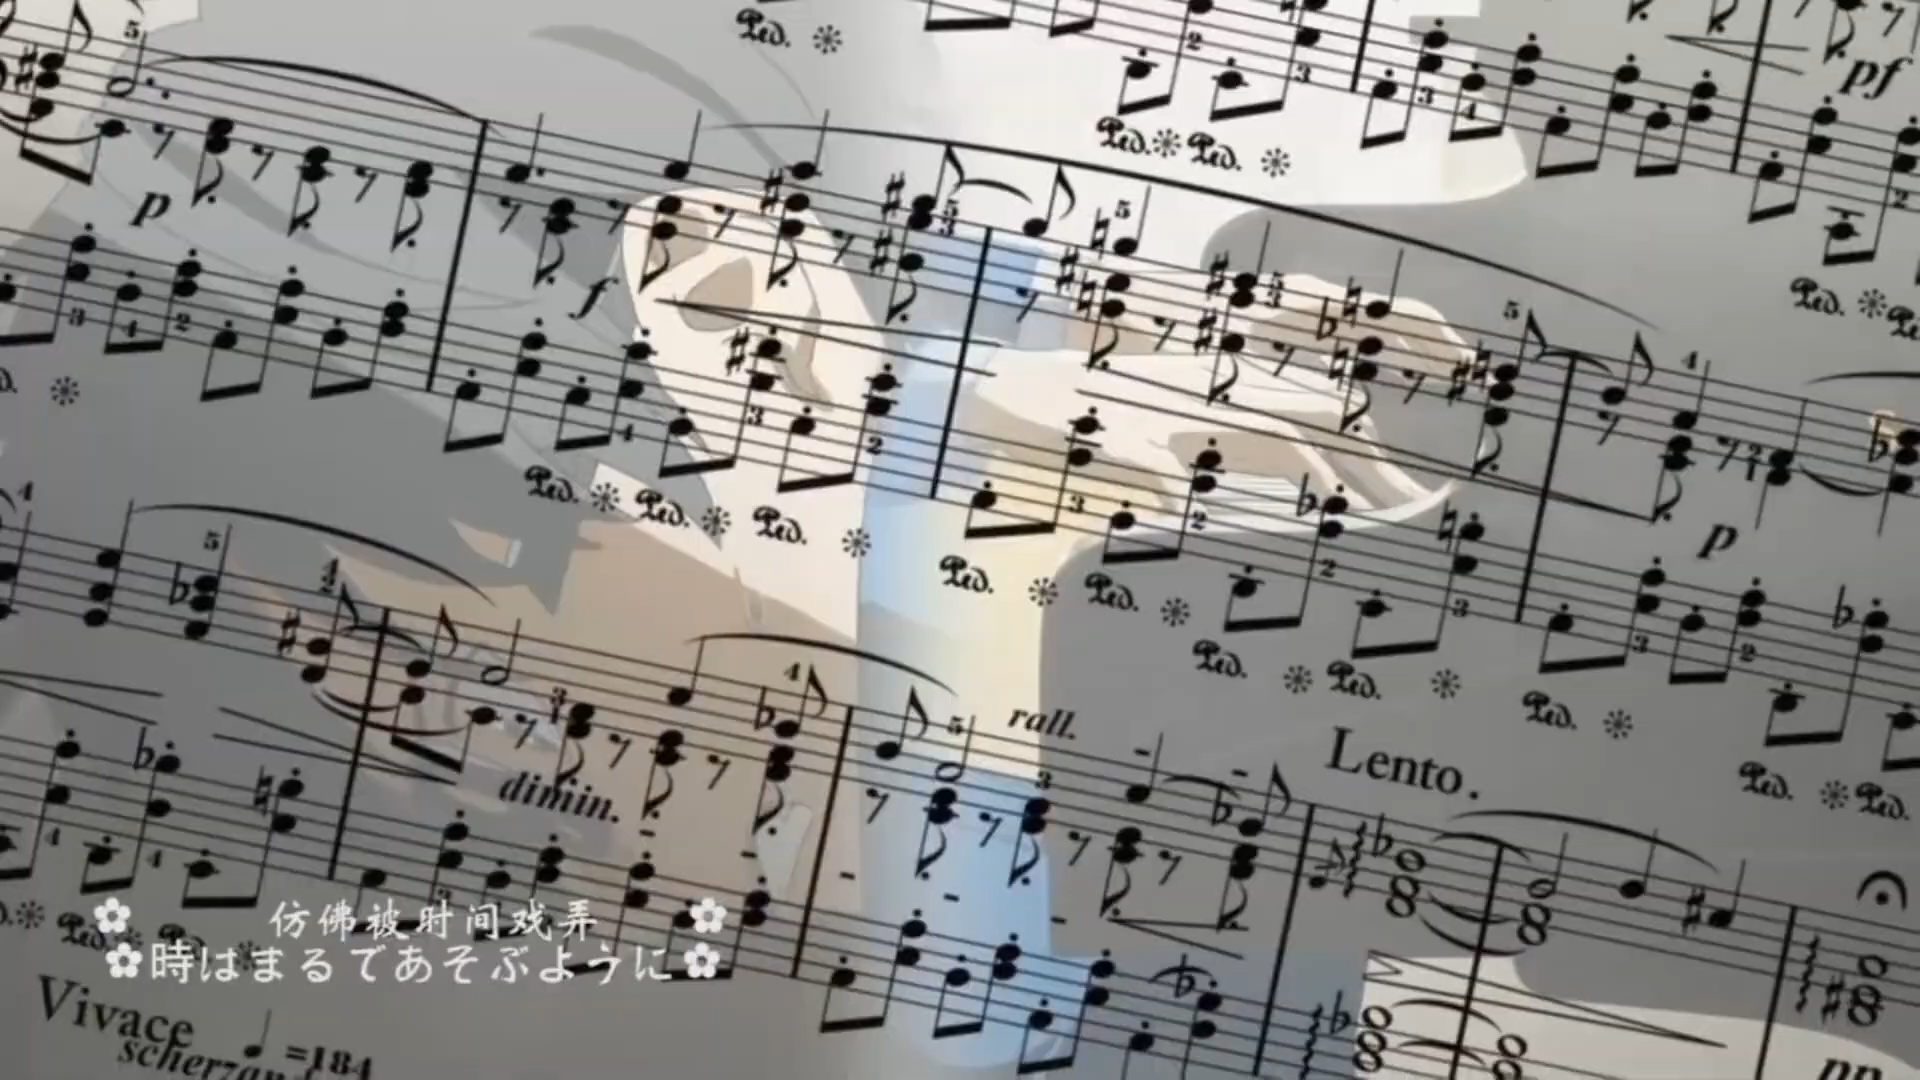 pf
p
f
p
rall.
Lento.
dimin.
仿佛被时间戏弄
時はまるであそぶように
Vivace ♩=184
pp